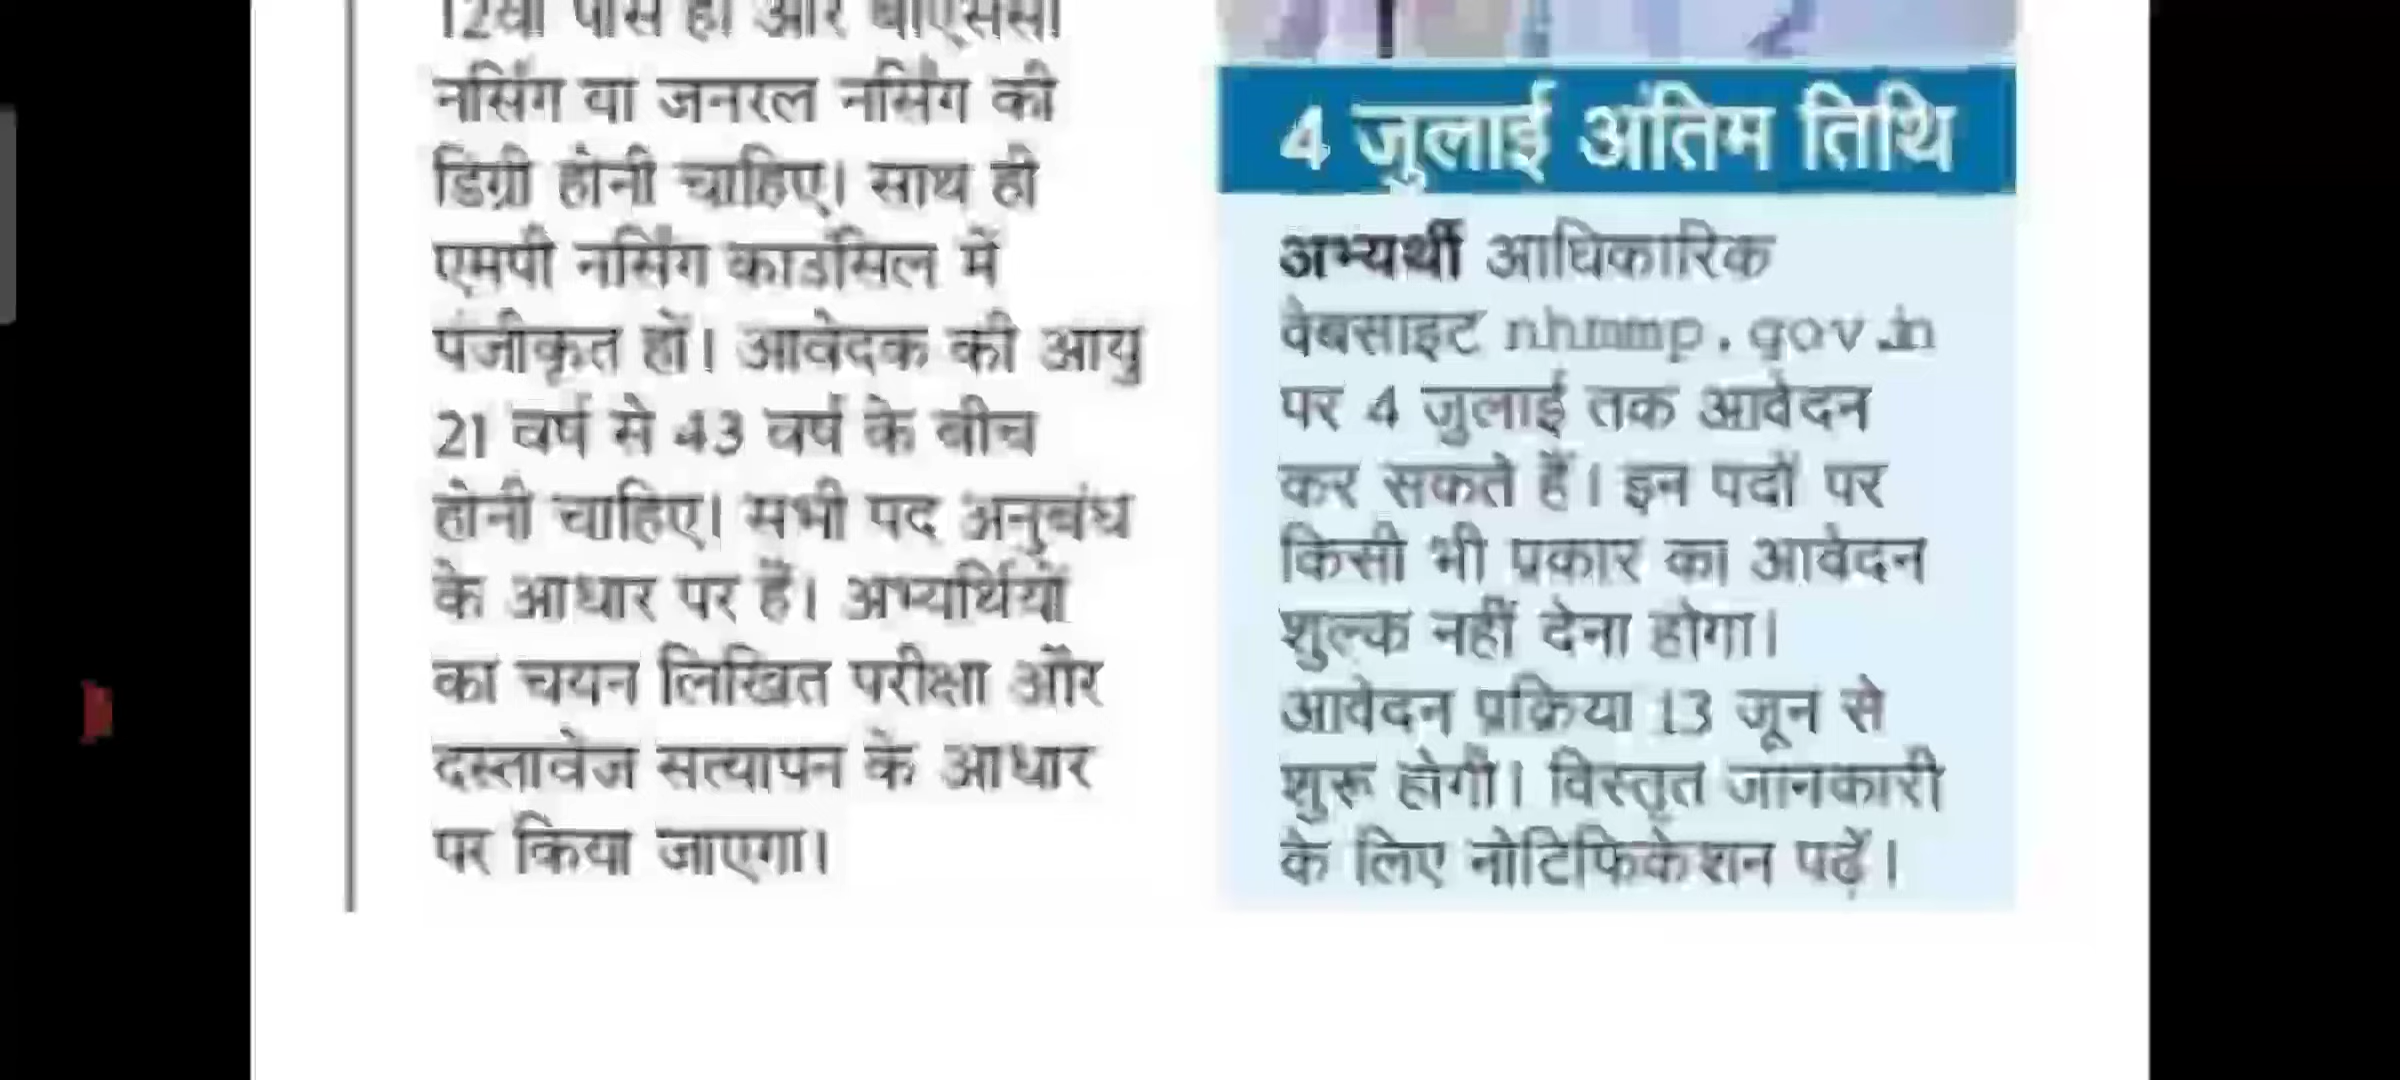 12वीं पास हो और बीएससी
नर्सिंग या जनरल नर्सिंग की
डिग्री होनी चाहिए। साथ ही
एमपी नर्सिंग काउंसिल में
पंजीकृत हों। आवेदक की आयु
21 वर्ष से 43 वर्ष के बीच
होनी चाहिए। सभी पद अनुबंध
के आधार पर हैं। अभ्यर्थियों
का चयन लिखित परीक्षा और
दस्तावेज सत्यापन के आधार
पर किया जाएगा।
4 जुलाई अंतिम तिथि
अभ्यर्थी आधिकारिक
वेबसाइट nhmmp.gov.in
पर 4 जुलाई तक आवेदन
कर सकते हैं। इन पदों पर
किसी भी प्रकार का आवेदन
शुल्क नहीं देना होगा।
आवेदन प्रक्रिया 13 जून से
शुरू होगी। विस्तृत जानकारी
के लिए नोटिफिकेशन पढ़ें।